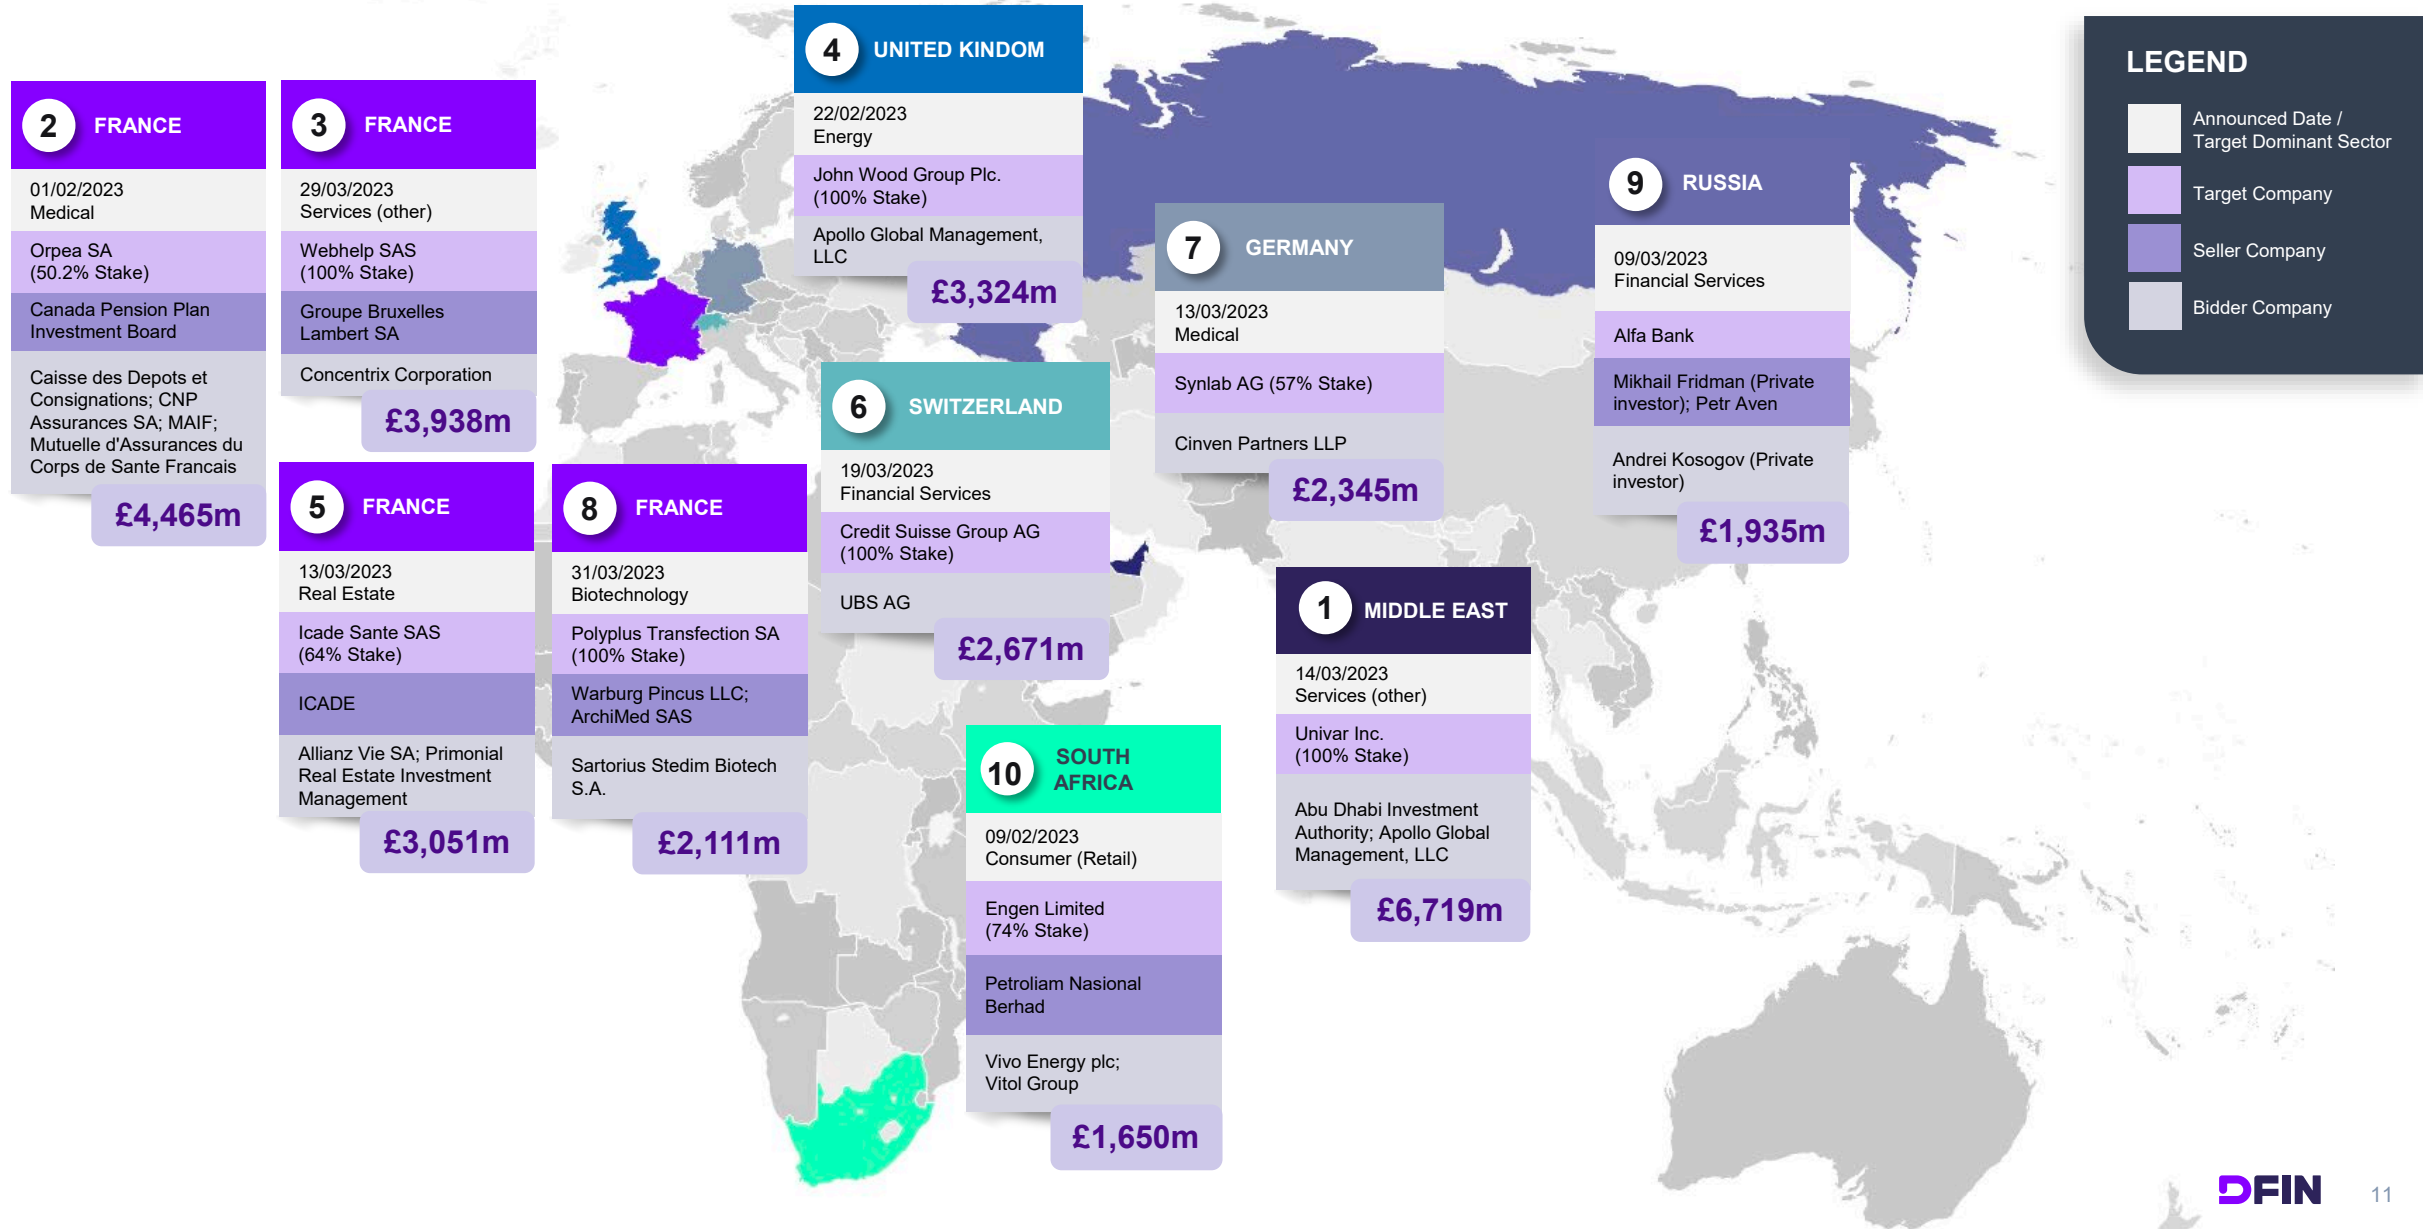 2
FRANCE
01/02/2023
Medical
Orpea SA
(50.2% Stake)
Canada Pension Plan
Investment Board
Caisse des Depots et
Consignations; CNP
Assurances SA; MAIF;
Mutuelle d'Assurances du
Corps de Sante Francais
£4,465m
3
FRANCE
29/03/2023
Services (other)
Webhelp SAS
(100% Stake)
Groupe Bruxelles
Lambert SA
Concentrix Corporation
£3,938m
4
UNITED KINDOM
22/02/2023
Energy
John Wood Group Plc.
(100% Stake)
Apollo Global Management,
LLC
£3,324m
7
GERMANY
13/03/2023
Medical
Synlab AG (57% Stake)
Cinven Partners LLP
£2,345m
9
RUSSIA
09/03/2023
Financial Services
Alfa Bank
Mikhail Fridman (Private
investor); Petr Aven
Andrei Kosogov (Private
investor)
£1,935m
LEGEND
Announced Date /
Target Dominant Sector
Target Company
Seller Company
Bidder Company
5
FRANCE
13/03/2023
Real Estate
Icade Sante SAS
(64% Stake)
ICADE
Allianz Vie SA; Primonial
Real Estate Investment
Management
£3,051m
8
FRANCE
31/03/2023
Biotechnology
Polyplus Transfection SA
(100% Stake)
Warburg Pincus LLC;
ArchiMed SAS
Sartorius Stedim Biotech
S.A.
£2,111m
6
SWITZERLAND
19/03/2023
Financial Services
Credit Suisse Group AG
(100% Stake)
UBS AG
£2,671m
10
SOUTH
AFRICA
09/02/2023
Consumer (Retail)
Engen Limited
(74% Stake)
Petroliam Nasional
Berhad
Vivo Energy plc;
Vitol Group
£1,650m
1
MIDDLE EAST
14/03/2023
Services (other)
Univar Inc.
(100% Stake)
Abu Dhabi Investment
Authority; Apollo Global
Management, LLC
£6,719m
DFIN
11